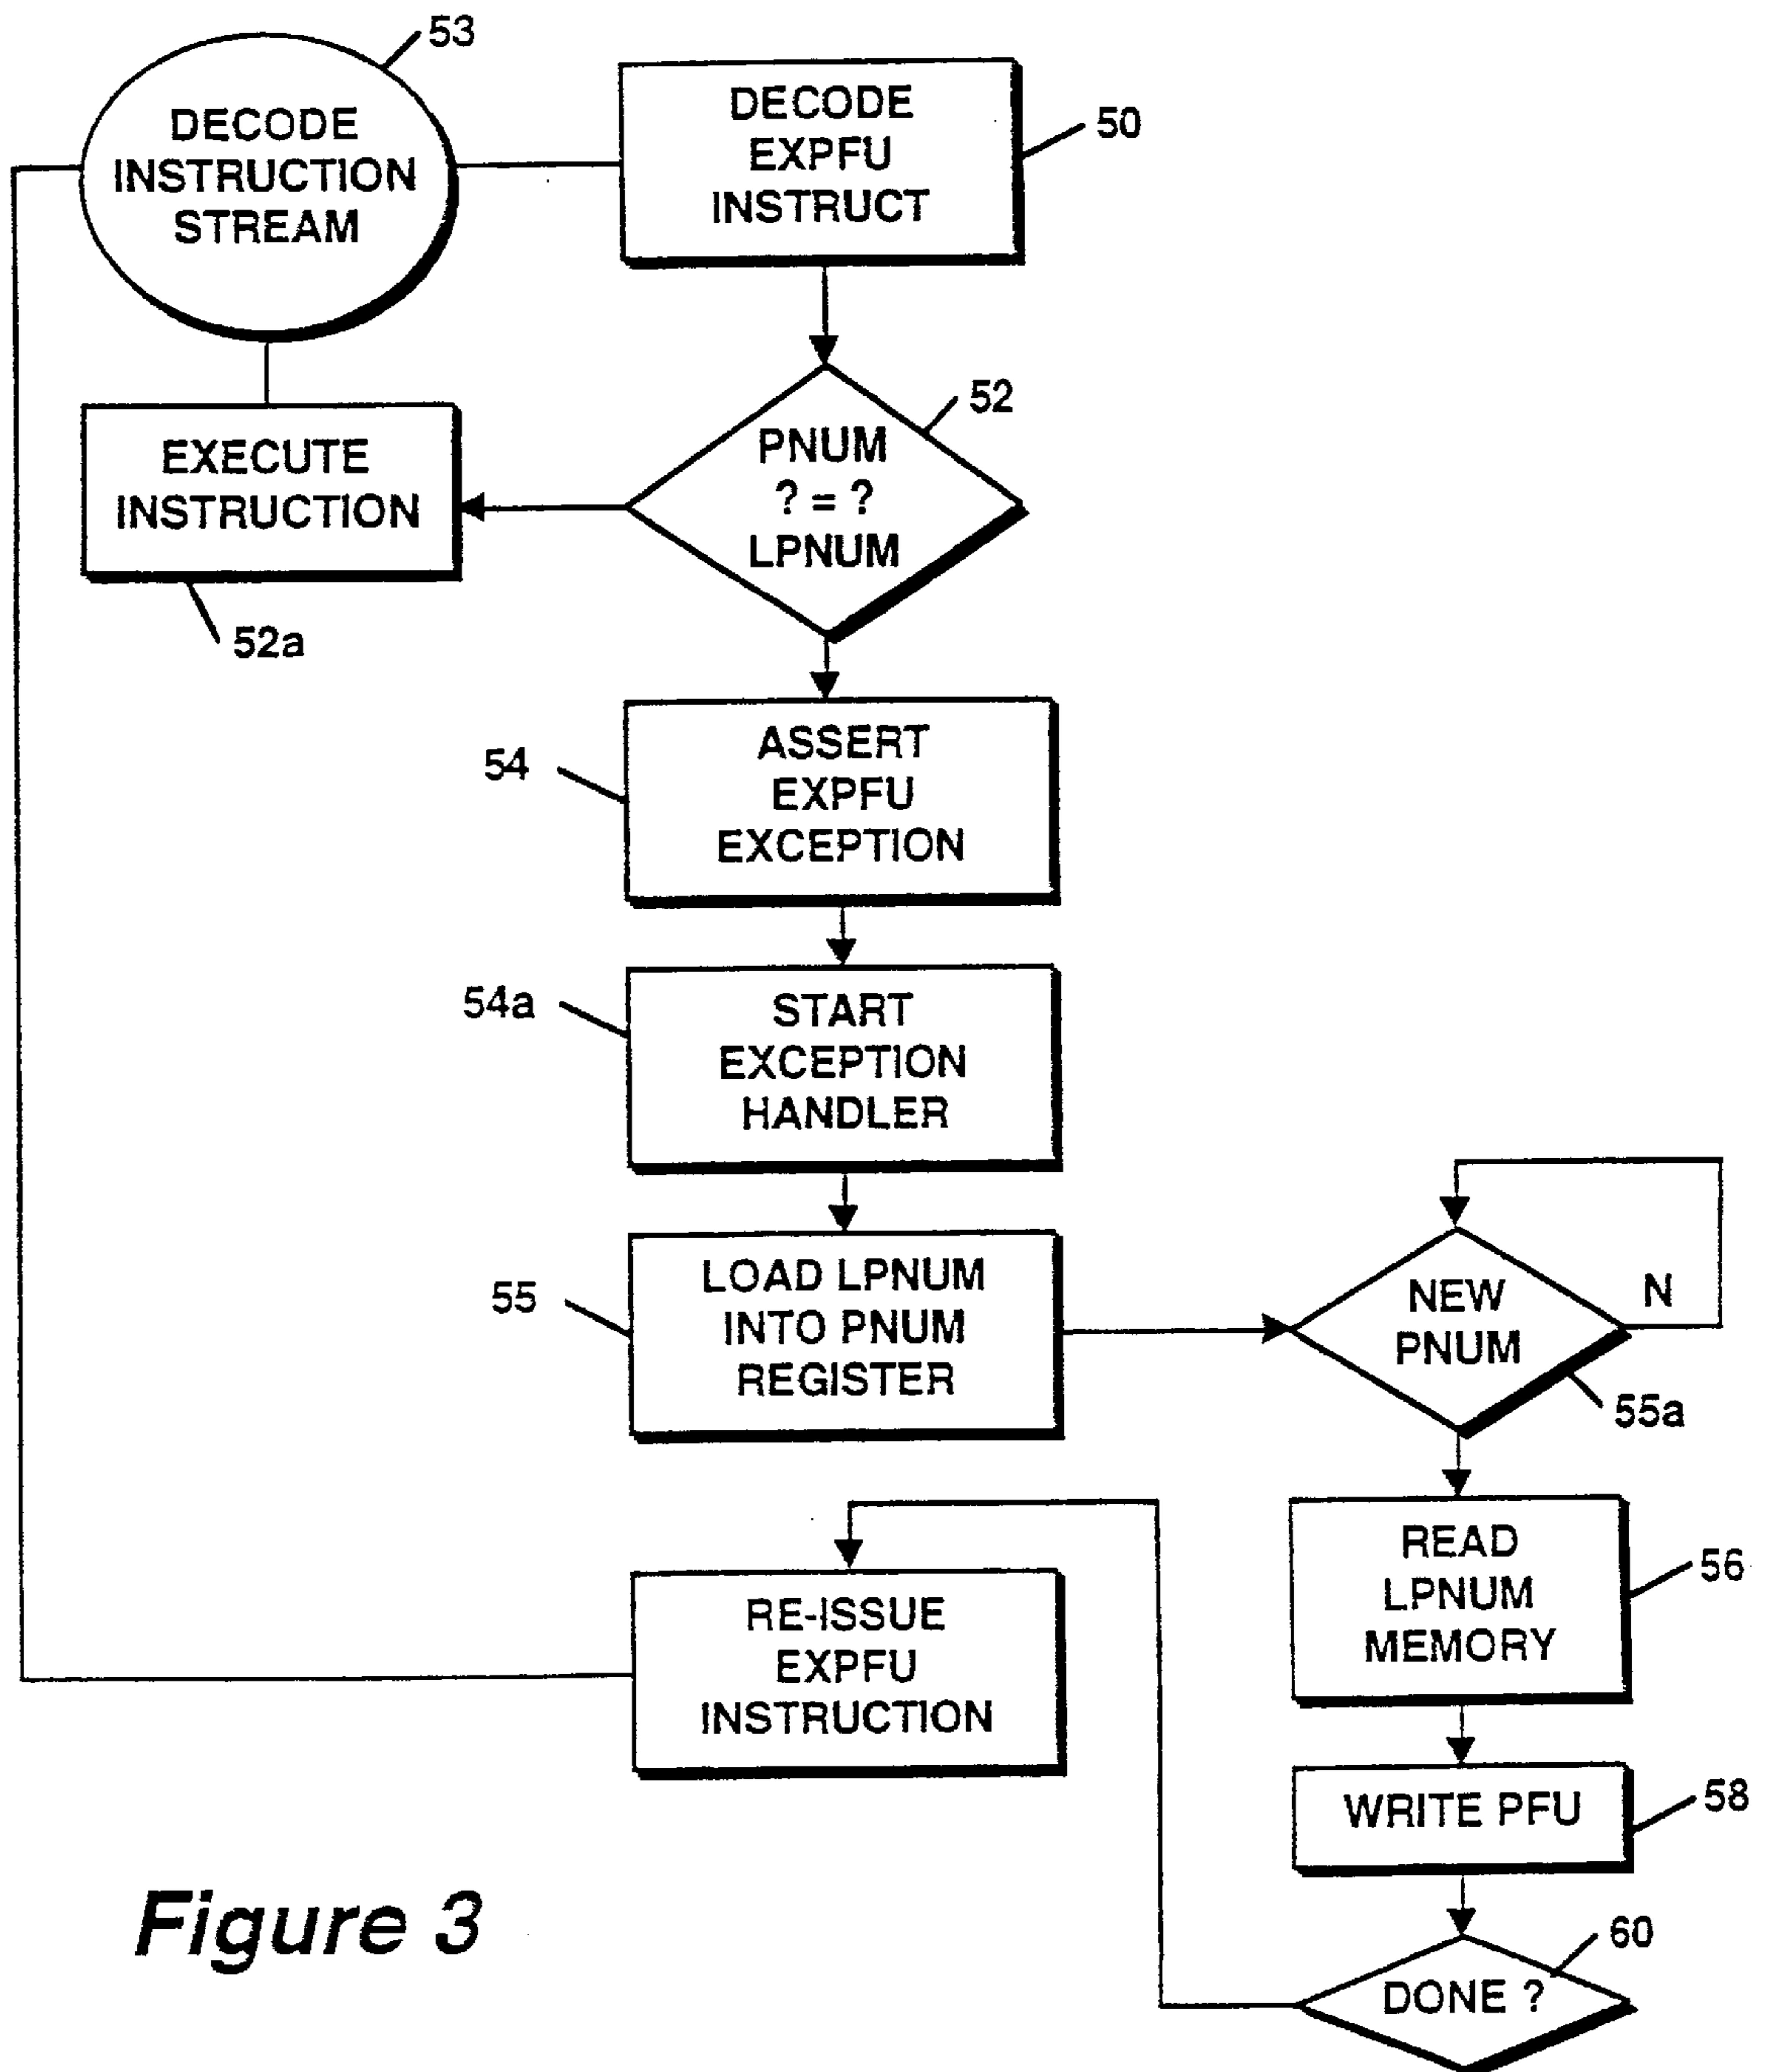 53
DECODE
INSTRUCTION
STREAM
DECODE
EXPFU
INSTRUCT
50
52
PNUM
? = ?
LPNUM
EXECUTE
INSTRUCTION
52a
54
ASSERT
EXPFU
EXCEPTION
54a
START
EXCEPTION
HANDLER
55
LOAD LPNUM
INTO PNUM
REGISTER
NEW
PNUM
N
55a
READ
LPNUM
MEMORY
56
RE-ISSUE
EXPFU
INSTRUCTION
WRITE PFU
58
60
DONE ?
Figure 3